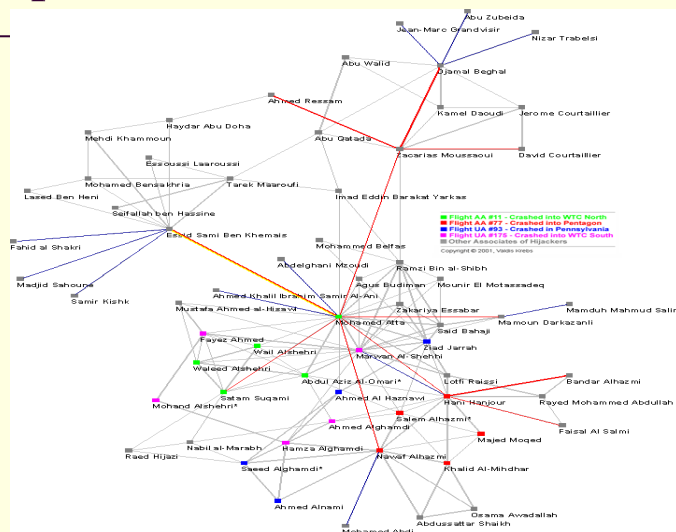 Abu Zubeida
Jean-Marc Grandvisir
Nizar Trabelsi
Abu Walid
Djamal Beghal
Ahmed Ressam
Kamel Daoudi
Jerome Courtaillier
Haydar Abu Doha
Abu Qatada
Mehdi Khammoun
Zacarias Moussaoui
David Courtaillier
Essoussi Laaroussi
Mohamed Bensakhria
Tarek Maaroufi
Lased Ben Heni
Imad Eddin Barakat Yarkas
Seifallah ben Hassine
Flight AA #11 - Crashed into WTC North
Flight AA #77 - Crashed into Pentagon
Flight UA #93 - Crashed in Pennsylvania
Flight UA #175 - Crashed into WTC South
Other Associates of Hijackers
Copyright © 2001, Valdis Krebs
Essid Sami Ben Khemais
Fahid al Shakri
Mohammed Belfas
Abdelghani Mzoudi
Ramzi Bin al-Shibh
Madjid Sahoune
Agus Budiman
Mounir El Motassadeq
Samir Kishk
Ahmed Khalil Ibrahim Samir Al-Ani
Mustafa Ahmed al-Hisawi
Zakariya Essabar
Mamduh Mahmud Salim
Mohamed Atta
Mamoun Darkazanli
Said Bahaji
Fayez Ahmed
Ziad Jarrah
Wail Alshehri
Marwan Al-Shehhi
Waleed Alshehri
Abdul Aziz Al-Omari*
Lotfi Raissi
Bandar Alhazmi
Satam Suqami
Ahmed Al Haznawi
Hani Hanjour
Rayed Mohammed Abdullah
Mohand Alshehri*
Salem Alhazmi*
Ahmed Alghamdi
Faisal Al Salmi
Majed Moqed
Nabil al-Marabh
Hamza Alghamdi
Raed Hijazi
Nawaf Alhazmi
Saeed Alghamdi*
Khalid Al-Mihdhar
Ahmed Alnami
Osama Awadallah
Abdussattar Shaikh
Mohamed Abdi